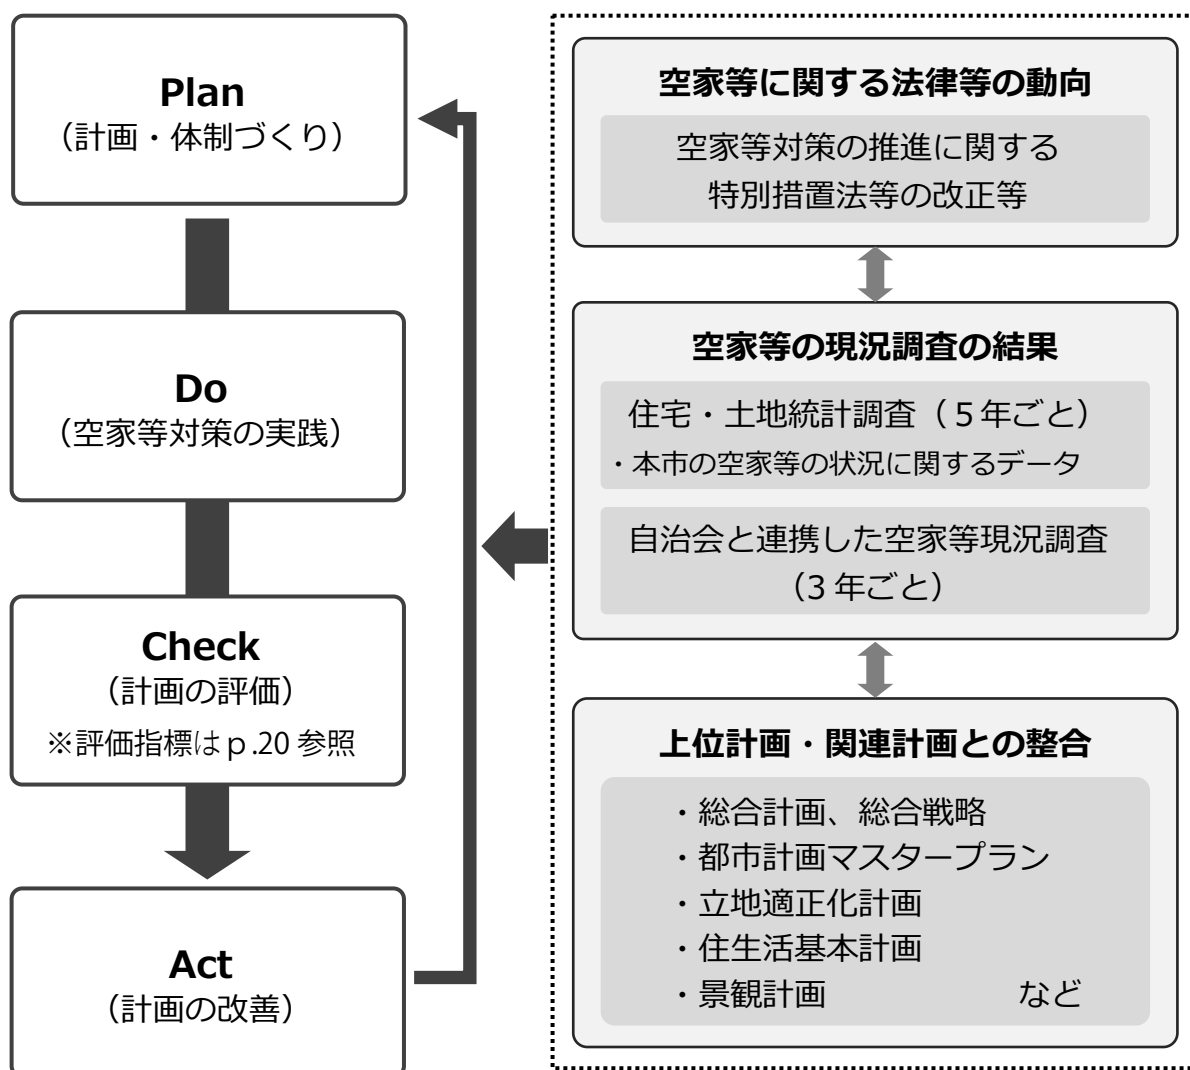 Plan
（計画・体制づくり）
Do
（空家等対策の実践）
Check
（計画の評価）
※評価指標はｐ.20 参照
Act
（計画の改善）
空家等に関する法律等の動向
空家等対策の推進に関する
特別措置法等の改正等
空家等の現況調査の結果
住宅・土地統計調査（５年ごと）
・本市の空家等の状況に関するデータ
自治会と連携した空家等現況調査
（３年ごと）
上位計画・関連計画との整合
・総合計画、総合戦略
・都市計画マスタープラン
・立地適正化計画
・住生活基本計画
・景観計画　　　　　など